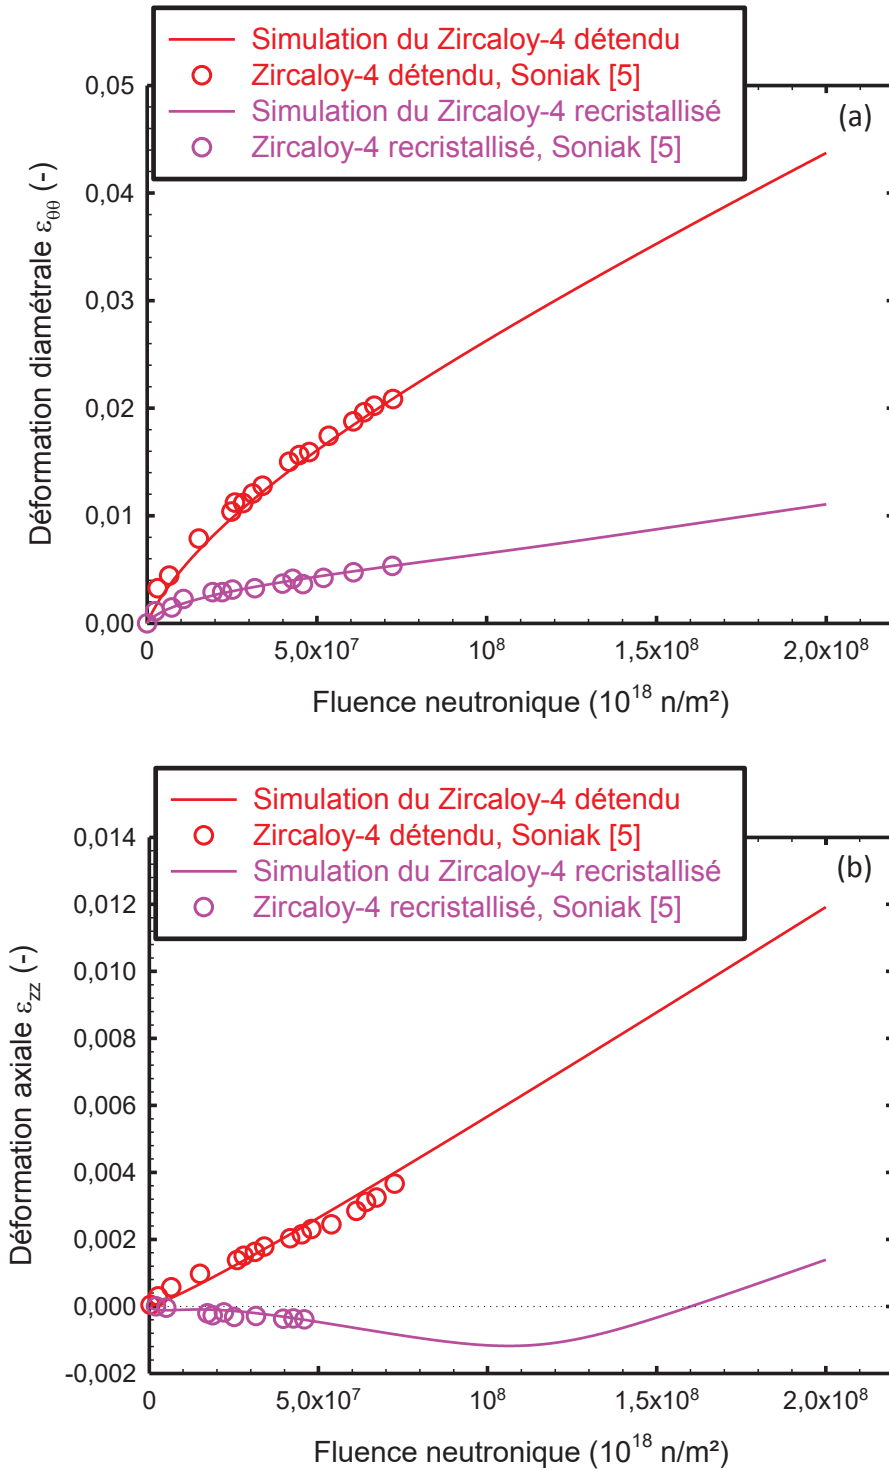 Simulation du Zircaloy-4 détendu
Zircaloy-4 détendu, Soniak [5]
Simulation du Zircaloy-4 recristallisé
Zircaloy-4 recristallisé, Soniak [5]
(a)
Déformation diamétrale εθθ (-)
0,05
0,04
0,03
0,02
0,01
0,00
0 5,0x10⁷ 10⁸ 1,5x10⁸ 2,0x10⁸
Fluence neutronique (10¹⁸ n/m²)
Simulation du Zircaloy-4 détendu
Zircaloy-4 détendu, Soniak [5]
Simulation du Zircaloy-4 recristallisé
Zircaloy-4 recristallisé, Soniak [5]
(b)
Déformation axiale εzz (-)
0,014
0,012
0,010
0,008
0,006
0,004
0,002
0,000
-0,002
0 5,0x10⁷ 10⁸ 1,5x10⁸ 2,0x10⁸
Fluence neutronique (10¹⁸ n/m²)